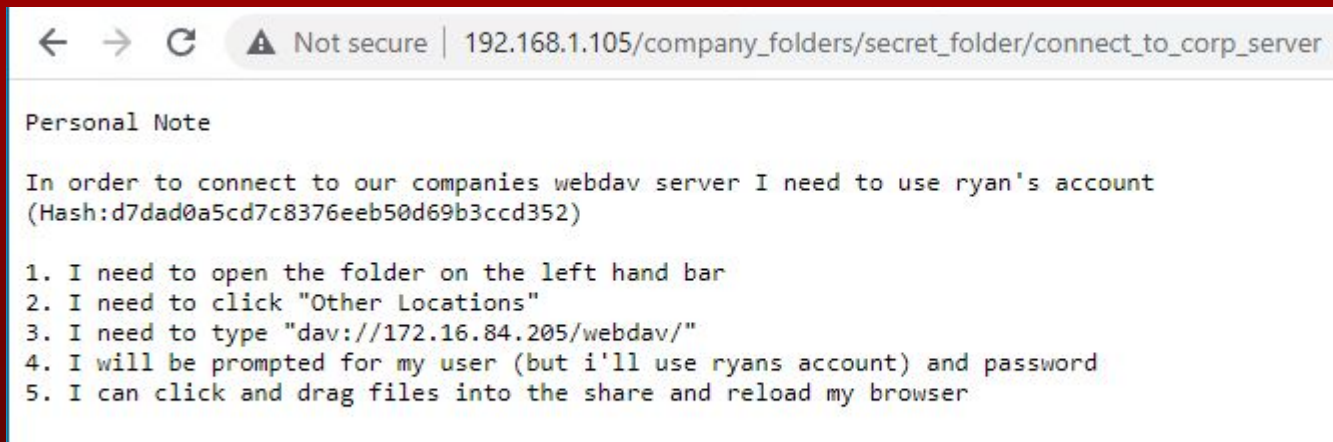 Not secure | 192.168.1.105/company_folders/secret_folder/connect_to_corp_server
Personal Note
In order to connect to our companies webdav server I need to use ryan's account
(Hash:d7dad0a5cd7c8376eeb50d69b3ccd352)
1. I need to open the folder on the left hand bar
2. I need to click "Other Locations"
3. I need to type "dav://172.16.84.205/webdav/"
4. I will be prompted for my user (but i'll use ryans account) and password
5. I can click and drag files into the share and reload my browser